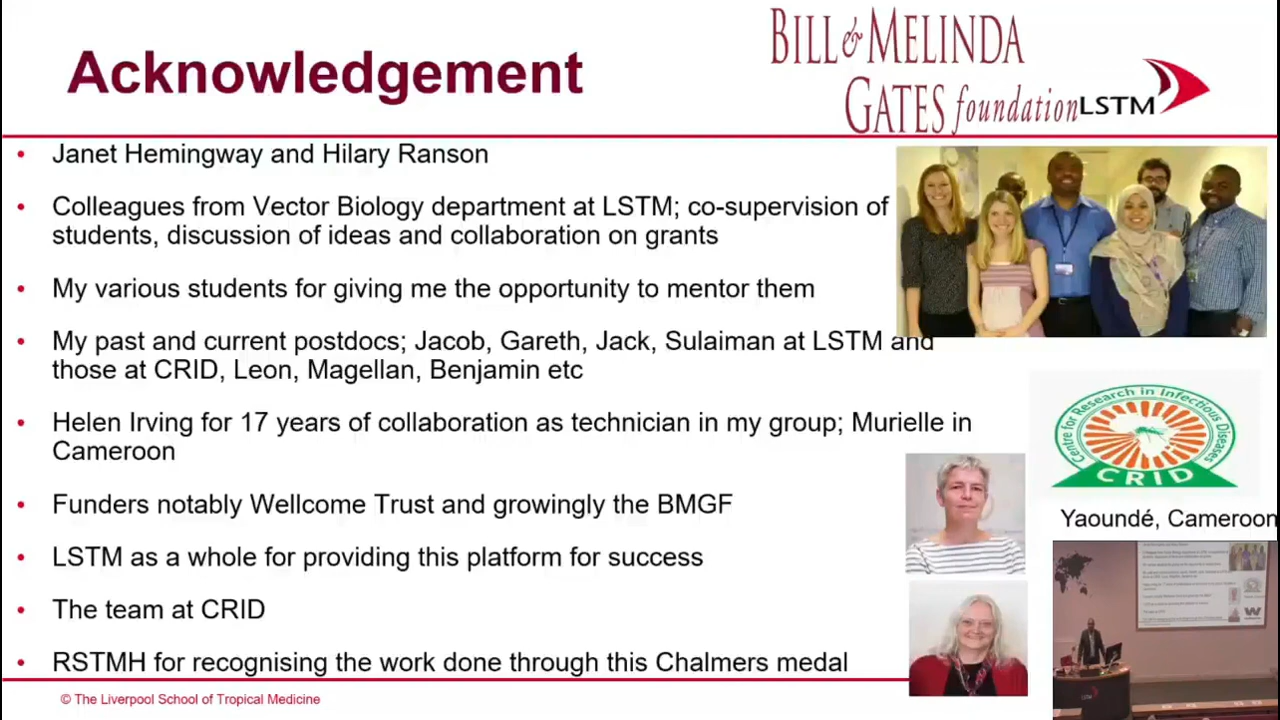 Acknowledgement
BILL & MELINDA
GATES foundation
LSTM
• Janet Hemingway and Hilary Ranson
• Colleagues from Vector Biology department at LSTM; co-supervision of
students, discussion of ideas and collaboration on grants
• My various students for giving me the opportunity to mentor them
• My past and current postdocs; Jacob, Gareth, Jack, Sulaiman at LSTM and
those at CRID, Leon, Magellan, Benjamin etc
• Helen Irving for 17 years of collaboration as technician in my group; Murielle in
Cameroon
• Funders notably Wellcome Trust and growingly the BMGF
• LSTM as a whole for providing this platform for success
• The team at CRID
• RSTMH for recognising the work done through this Chalmers medal
Centre for Research in Infectious Diseases
CRID
Yaoundé, Cameroon
© The Liverpool School of Tropical Medicine